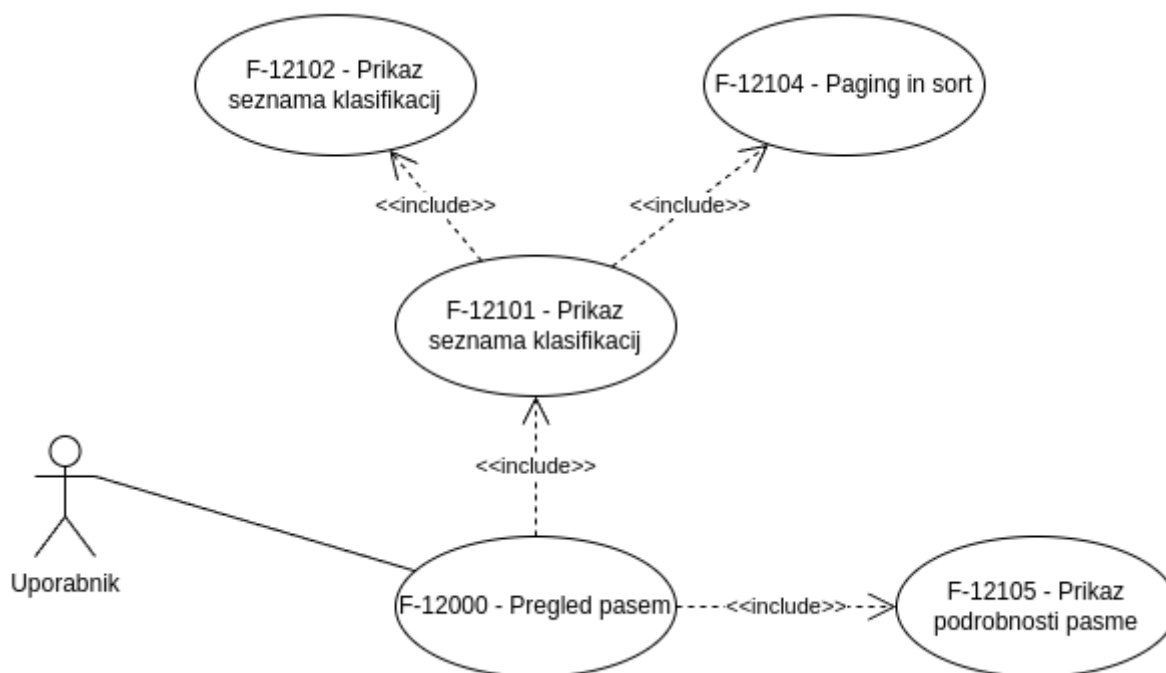 F-12102 - Prikaz
seznama klasifikacij
F-12104 - Paging in sort
<<include>>
<<include>>
F-12101 - Prikaz
seznama klasifikacij
<<include>>
Uporabnik
F-12000 - Pregled pasem
<<include>>
F-12105 - Prikaz
podrobnosti pasme